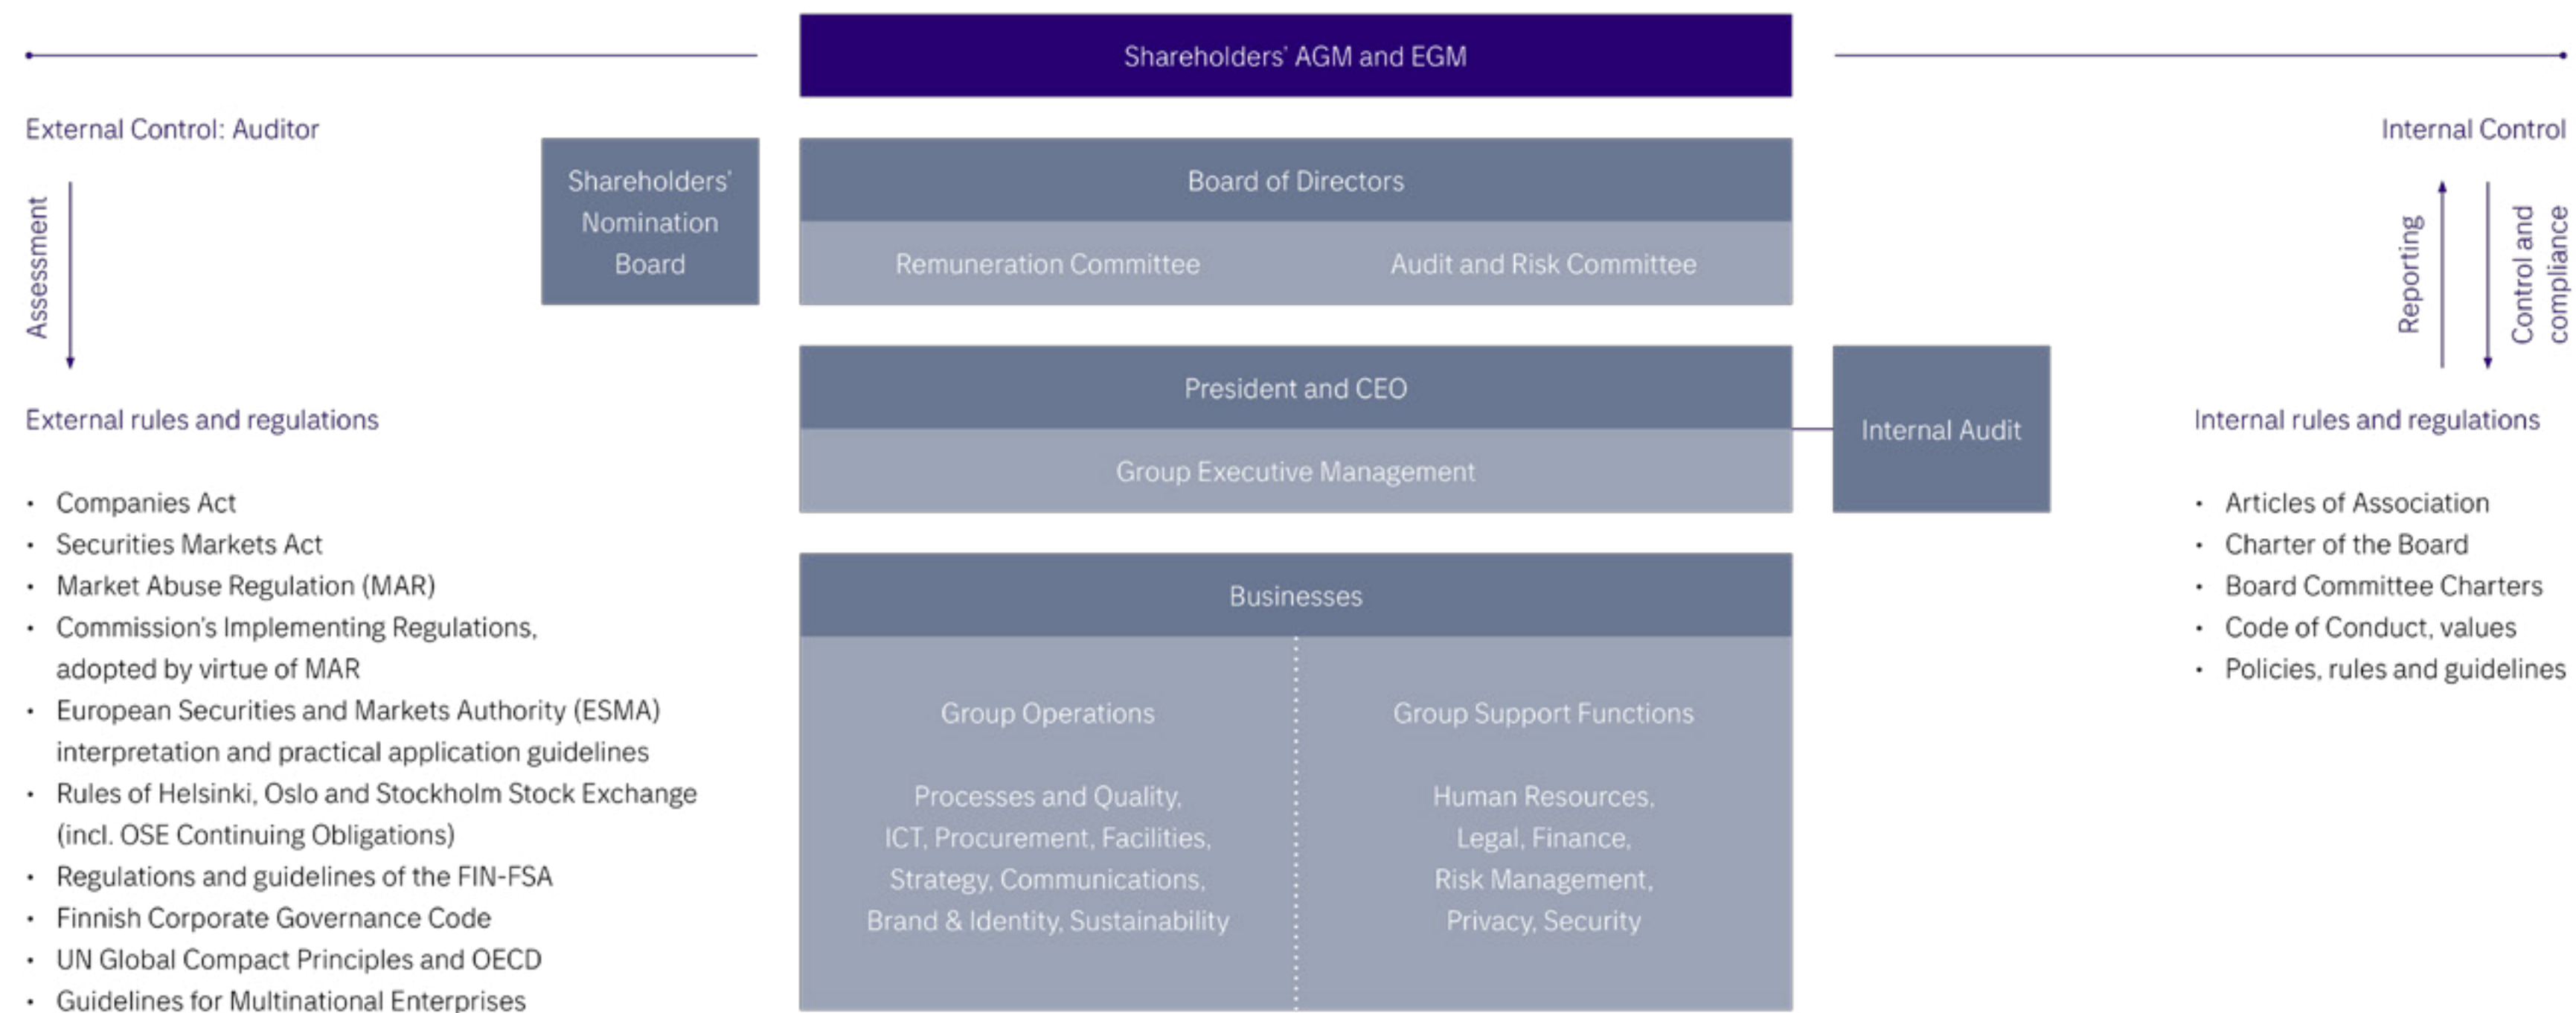 Shareholders' AGM and EGM
External Control: Auditor
Assessment
External rules and regulations
• Companies Act
• Securities Markets Act
• Market Abuse Regulation (MAR)
• Commission's Implementing Regulations,
adopted by virtue of MAR
• European Securities and Markets Authority (ESMA)
interpretation and practical application guidelines
• Rules of Helsinki, Oslo and Stockholm Stock Exchange
(incl. OSE Continuing Obligations)
• Regulations and guidelines of the FIN-FSA
• Finnish Corporate Governance Code
• UN Global Compact Principles and OECD
• Guidelines for Multinational Enterprises
Shareholders'
Nomination
Board
Board of Directors
Remuneration Committee
Audit and Risk Committee
President and CEO
Group Executive Management
Internal Audit
Businesses
Group Operations
Processes and Quality,
ICT, Procurement, Facilities,
Strategy, Communications,
Brand & Identity, Sustainability
Group Support Functions
Human Resources,
Legal, Finance,
Risk Management,
Privacy, Security
Internal Control
Reporting
Control and
compliance
Internal rules and regulations
• Articles of Association
• Charter of the Board
• Board Committee Charters
• Code of Conduct, values
• Policies, rules and guidelines